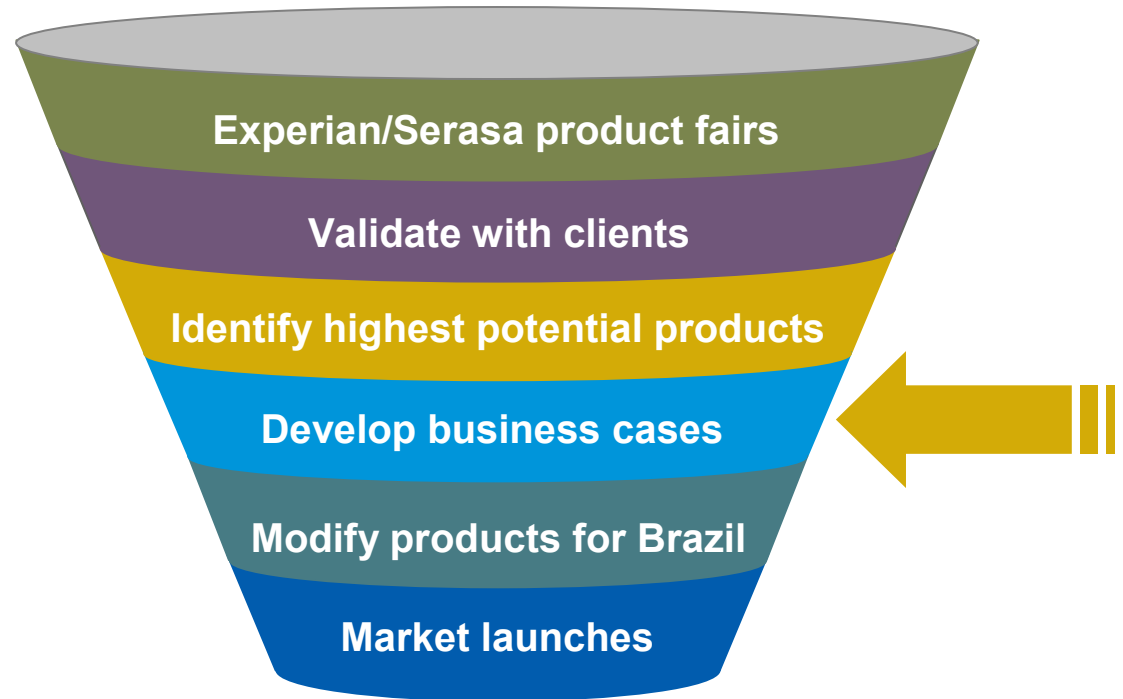 Experian/Serasa product fairs
Validate with clients
Identify highest potential products
Develop business cases
Modify products for Brazil
Market launches